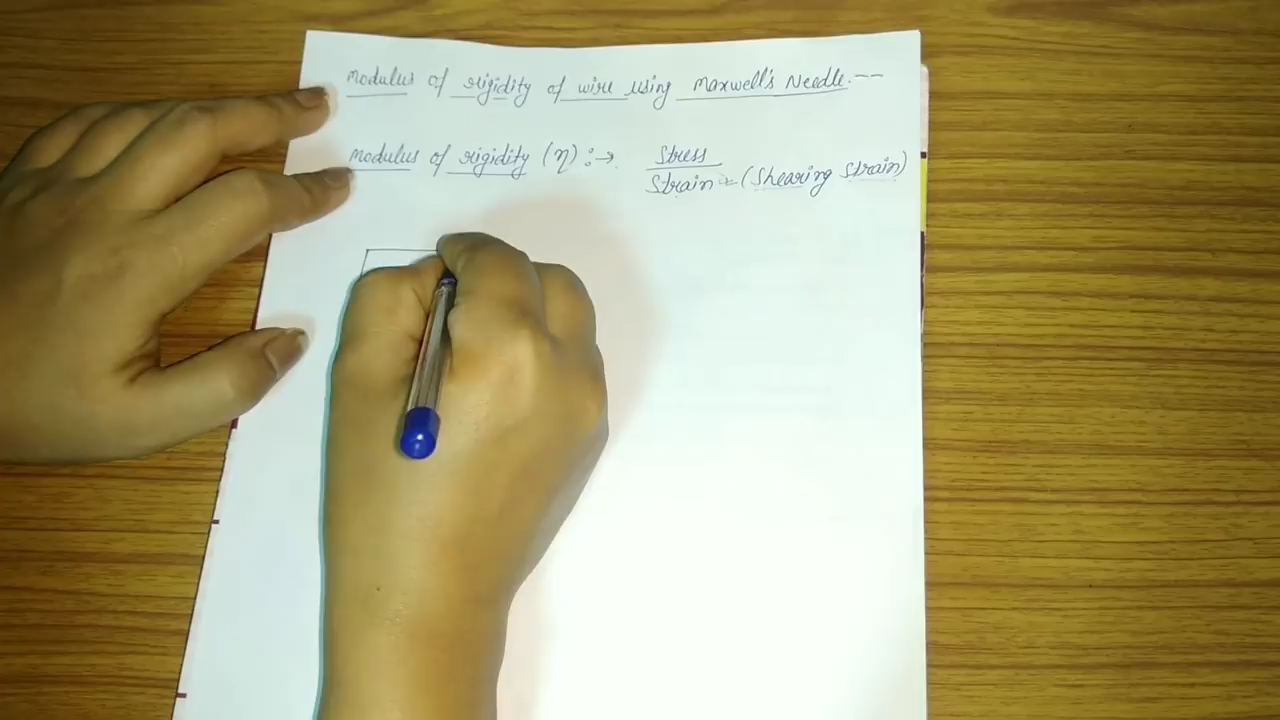 Modulus of rigidity of wire using Maxwell's Needle.--
Modulus of rigidity (η) :→ Stress
Strain = (Shearing Strain)